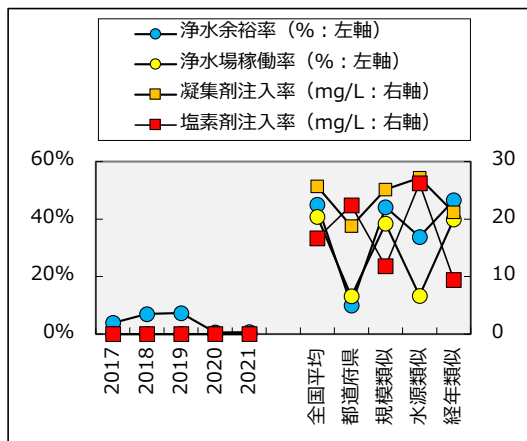 浄水余裕率（%：左軸）
浄水場稼働率（%：左軸）
凝集剤注入率（mg/L：右軸）
塩素剤注入率（mg/L：右軸）
60%
40%
20%
0%
30
20
10
0
2017
2018
2019
2020
2021
全国平均
都道府県
規模類似
水源類似
経年類似